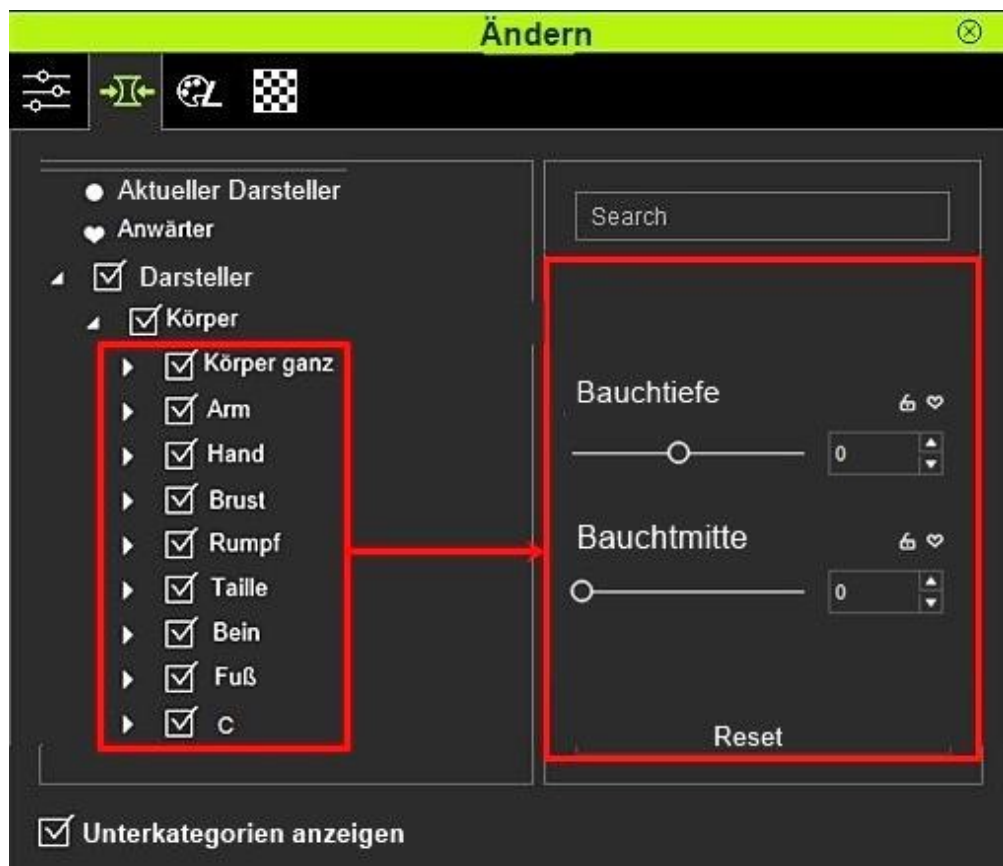 Ändern
Aktueller Darsteller
Anwärter
Darsteller
Körper
Körper ganz
Arm
Hand
Brust
Rumpf
Taille
Bein
Fuß
C
Unterkategorien anzeigen
Search
Bauchtiefe
0
Bauchtmitte
0
Reset